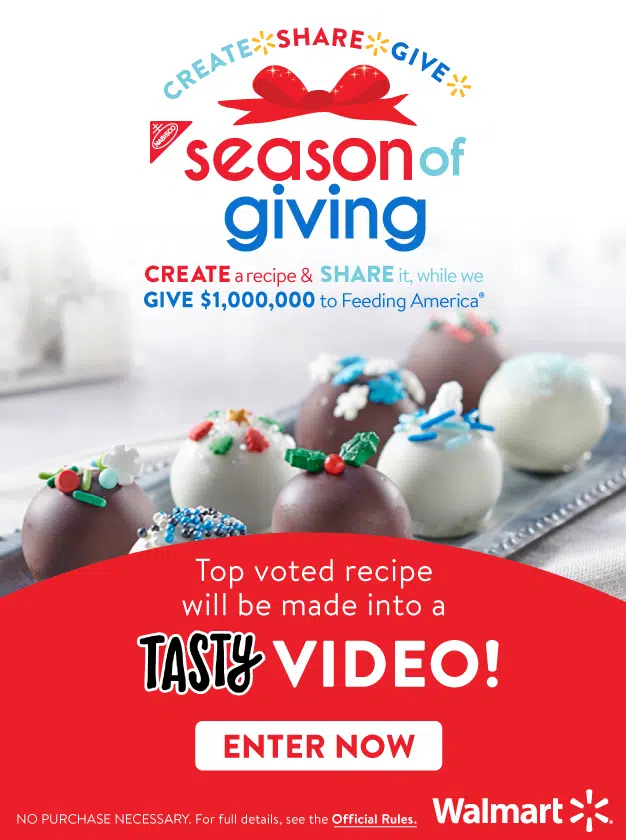 CREATE SHARE GIVE
NABISCO
season of
giving
CREATE a recipe & SHARE it, while we
GIVE $1,000,000 to Feeding America®
Top voted recipe
will be made into a
TASTY VIDEO!
ENTER NOW
NO PURCHASE NECESSARY. For full details, see the Official Rules.
Walmart